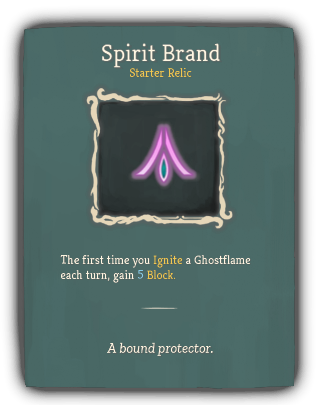 Spirit Brand
Starter Relic
The first time you Ignite a Ghostflame
each turn, gain 5 Block.
A bound protector.